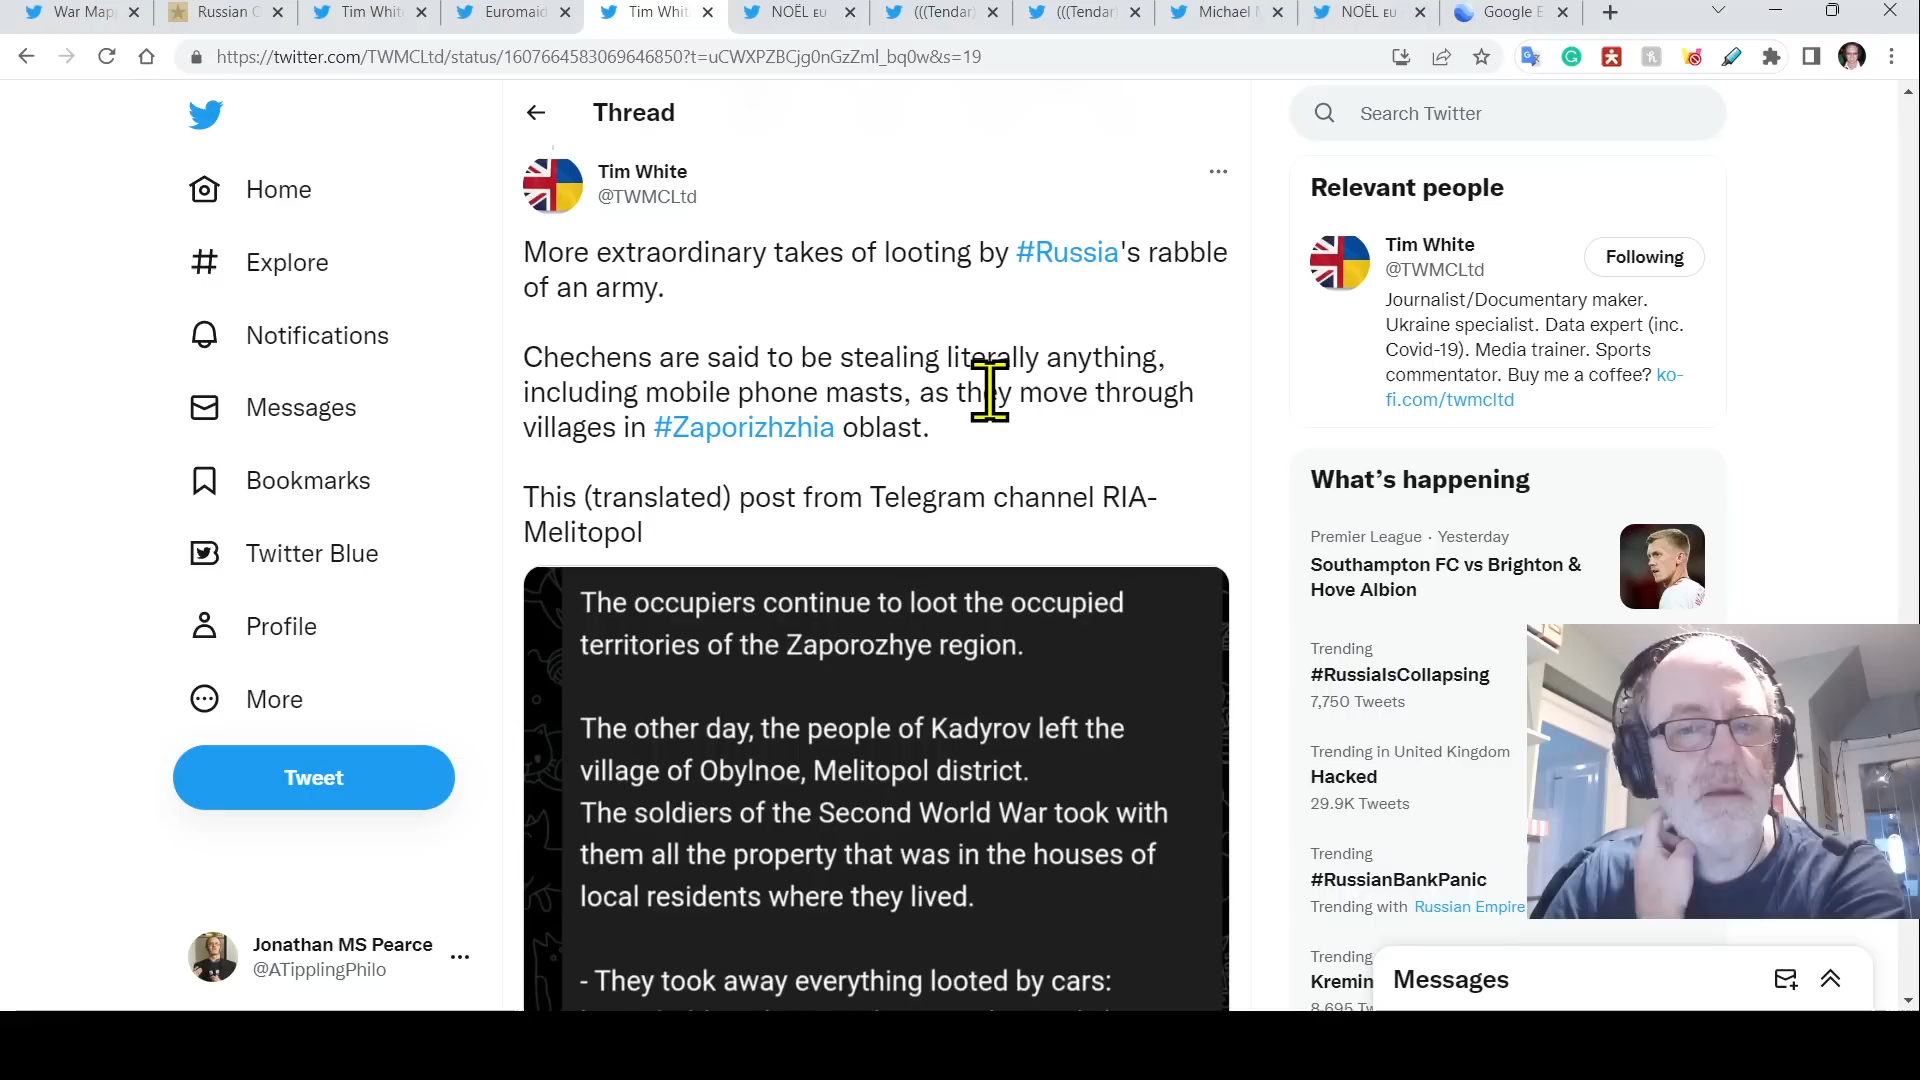 War Map
Russian
Tim White
Euromaid
Tim Whit
NOËL EU
(((Tendar)
(((Tendar)
Michael
NOËL EU
Google E
https://twitter.com/TWMCLtd/status/1607664583069646850?t=uCWXPZBCjg0nGzZml_bq0w&s=19
Home
Explore
Notifications
Messages
Bookmarks
Twitter Blue
Profile
More
Tweet
Jonathan MS Pearce
@ATipplingPhilo
Thread
Tim White
@TWMCLtd
More extraordinary takes of looting by #Russia's rabble
of an army.
Chechens are said to be stealing literally anything,
including mobile phone masts, as they move through
villages in #Zaporizhzhia oblast.
This (translated) post from Telegram channel RIA-
Melitopol
The occupiers continue to loot the occupied
territories of the Zaporozhye region.
The other day, the people of Kadyrov left the
village of Obylnoe, Melitopol district.
The soldiers of the Second World War took with
them all the property that was in the houses of
local residents where they lived.
- They took away everything looted by cars:
Search Twitter
Relevant people
Tim White
@TWMCLtd
Following
Journalist/Documentary maker.
Ukraine specialist. Data expert (inc.
Covid-19). Media trainer. Sports
commentator. Buy me a coffee? ko-
fi.com/twmcltd
What's happening
Premier League · Yesterday
Southampton FC vs Brighton &
Hove Albion
Trending
#RussiaIsCollapsing
7,750 Tweets
Trending in United Kingdom
Hacked
29.9K Tweets
Trending
#RussianBankPanic
Trending with Russian Empire
Trending
Kremin
8,695 Tw
Messages